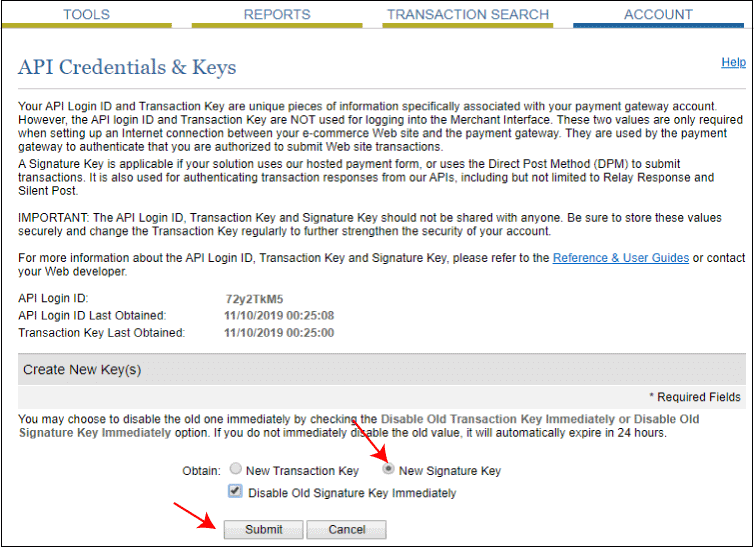 TOOLS REPORTS TRANSACTION SEARCH ACCOUNT
API Credentials & Keys
Help
Your API Login ID and Transaction Key are unique pieces of information specifically associated with your payment gateway account.
However, the API login ID and Transaction Key are NOT used for logging into the Merchant Interface. These two values are only required
when setting up an Internet connection between your e-commerce Web site and the payment gateway. They are used by the payment
gateway to authenticate that you are authorized to submit Web site transactions.
A Signature Key is applicable if your solution uses our hosted payment form, or uses the Direct Post Method (DPM) to submit
transactions. It is also used for authenticating transaction responses from our APIs, including but not limited to Relay Response and
Silent Post.
IMPORTANT: The API Login ID, Transaction Key and Signature Key should not be shared with anyone. Be sure to store these values
securely and change the Transaction Key regularly to further strengthen the security of your account.
For more information about the API Login ID, Transaction Key and Signature Key, please refer to the Reference & User Guides or contact
your Web developer.
API Login ID: 72y2TkM5
API Login ID Last Obtained: 11/10/2019 00:25:08
Transaction Key Last Obtained: 11/10/2019 00:25:00
Create New Key(s)
* Required Fields
You may choose to disable the old one immediately by checking the Disable Old Transaction Key Immediately or Disable Old
Signature Key Immediately option. If you do not immediately disable the old value, it will automatically expire in 24 hours.
Obtain: New Transaction Key New Signature Key
Disable Old Signature Key Immediately
Submit Cancel